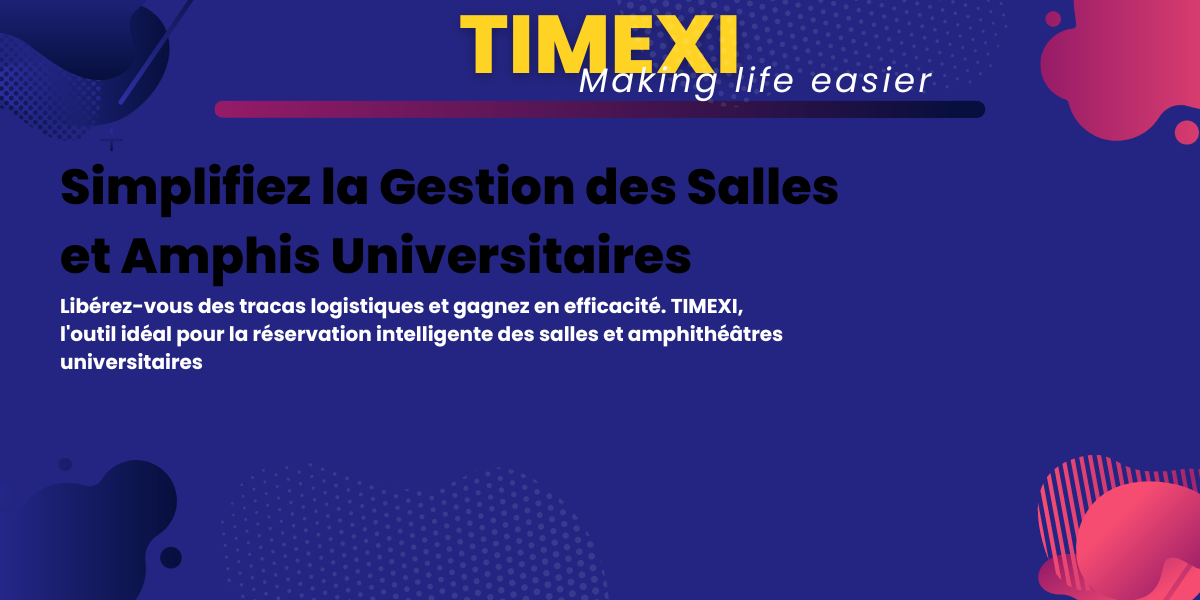 TIMEXI
Making life easier
Simplifiez la Gestion des Salles
et Amphis Universitaires
Libérez-vous des tracas logistiques et gagnez en efficacité. TIMEXI,
l'outil idéal pour la réservation intelligente des salles et amphithéâtres
universitaires